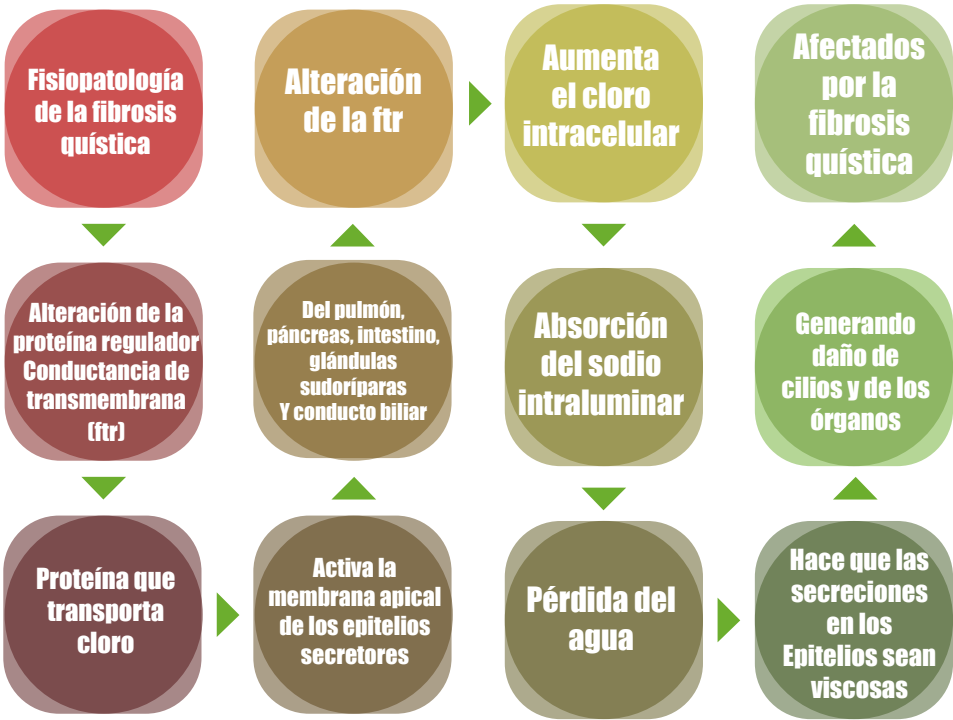 Fisiopatología
de la fibrosis
quística
Alteración de la
proteína regulador
Conductancia de
transmembrana
(ftr)
Proteína que
transporta
cloro
Activa la
membrana apical
de los epitelios
secretores
Del pulmón,
páncreas, intestino,
glándulas
sudoríparas
Y conducto biliar
Alteración
de la ftr
Aumenta
el cloro
intracelular
Absorción
del sodio
intraluminar
Pérdida del
agua
Hace que las
secreciones
en los
Epitelios sean
viscosas
Generando
daño de
cilios y de los
órganos
Afectados
por la
fibrosis
quística